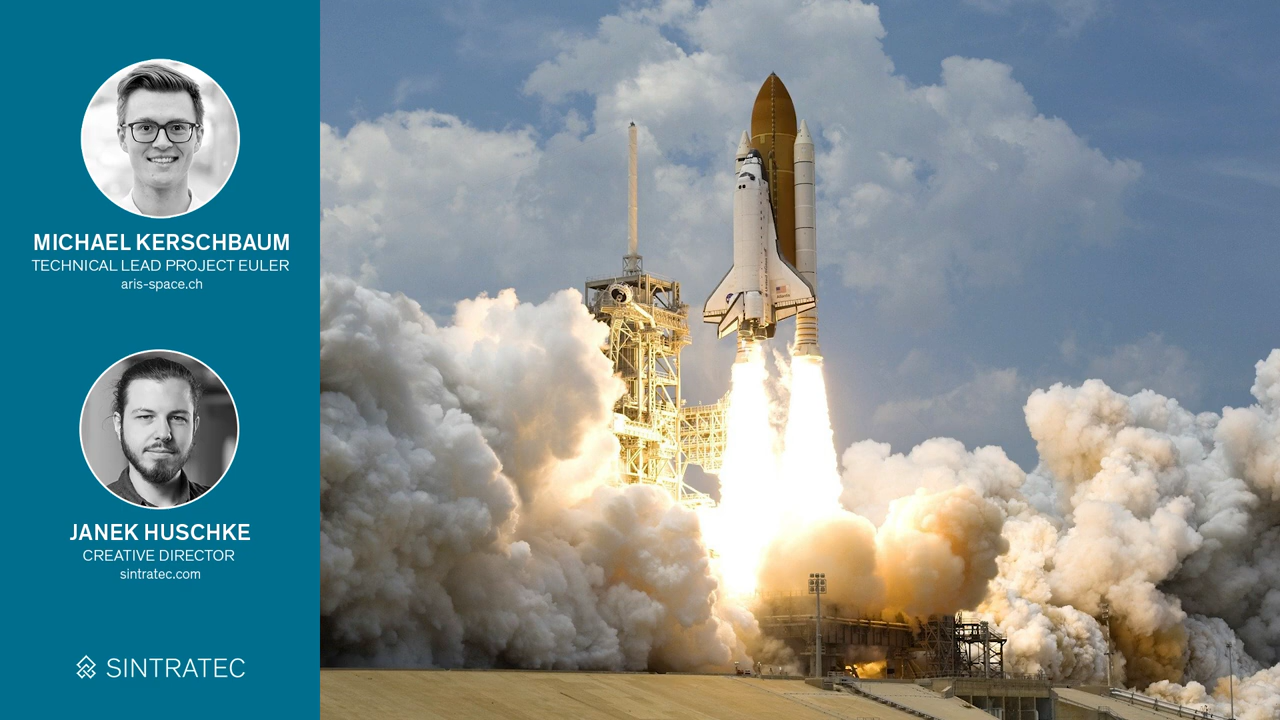 MICHAEL KERSCHBAUM
TECHNICAL LEAD PROJECT EULER
aris-space.ch
JANEK HUSCHKE
CREATIVE DIRECTOR
sintratec.com
SINTRATEC